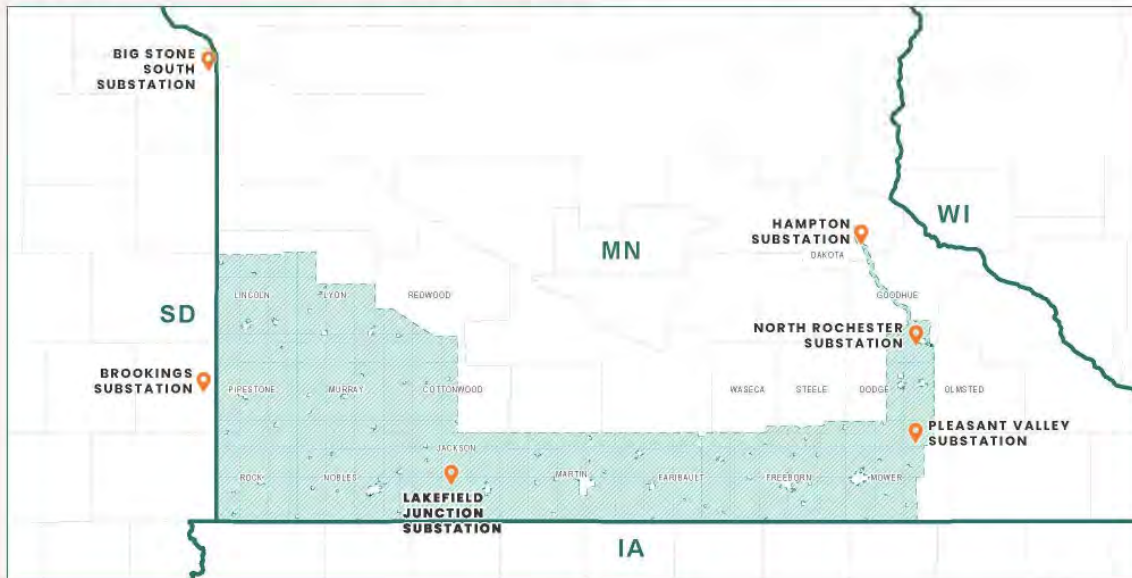 BIG STONE
SOUTH
SUBSTATION
HAMPTON
SUBSTATION
WI
MN
DAKOTA
LINCOLN
LYON
REDWOOD
GOODHUE
SD
NORTH ROCHESTER
SUBSTATION
BROOKINGS
SUBSTATION
PIPESTONE
MURRAY
COTTONWOOD
WASECA
STEELE
DODGE
OLMSTED
PLEASANT VALLEY
SUBSTATION
JACKSON
ROCK
NOBLES
MARTIN
FARIBAULT
FREEBORN
MOWER
LAKEFIELD
JUNCTION
SUBSTATION
IA